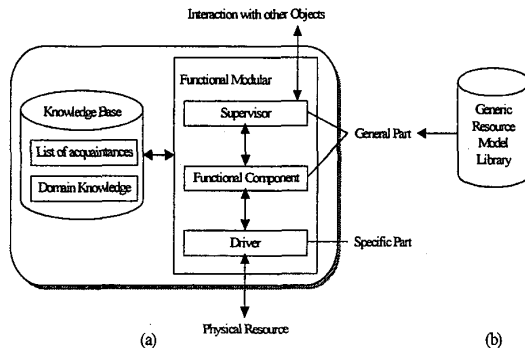 Interaction with other Objects
Functional Modular
Knowledge Base
List of acquaintances
Domain Knowledge
Supervisor
Functional Component
Driver
General Part
Specific Part
Generic
Resource
Model
Library
Physical Resource
(a)
(b)